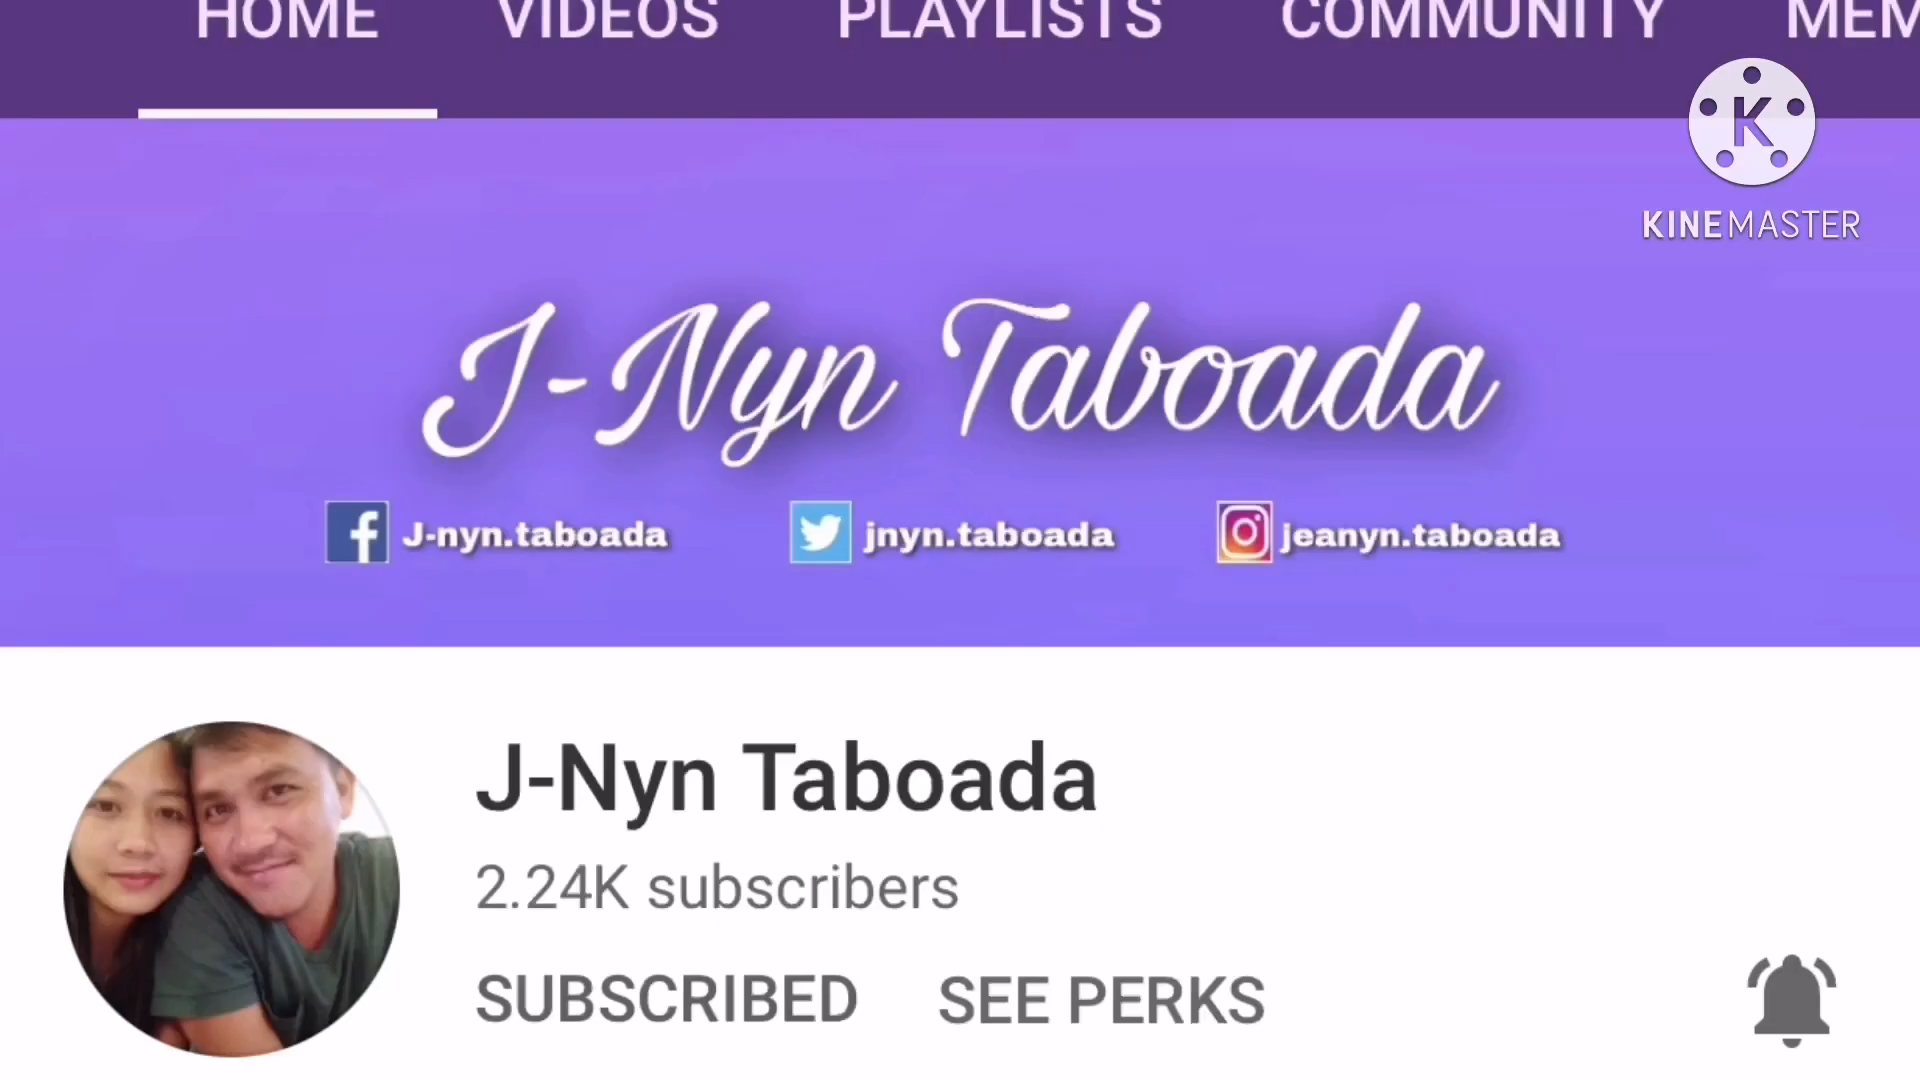 HOME VIDEOS PLAYLISTS COMMUNITY MEM
K
KINEMASTER
J-Nyn Taboada
J-nyn.taboada jnyn.taboada jeanyn.taboada
J-Nyn Taboada
2.24K subscribers
SUBSCRIBED SEE PERKS